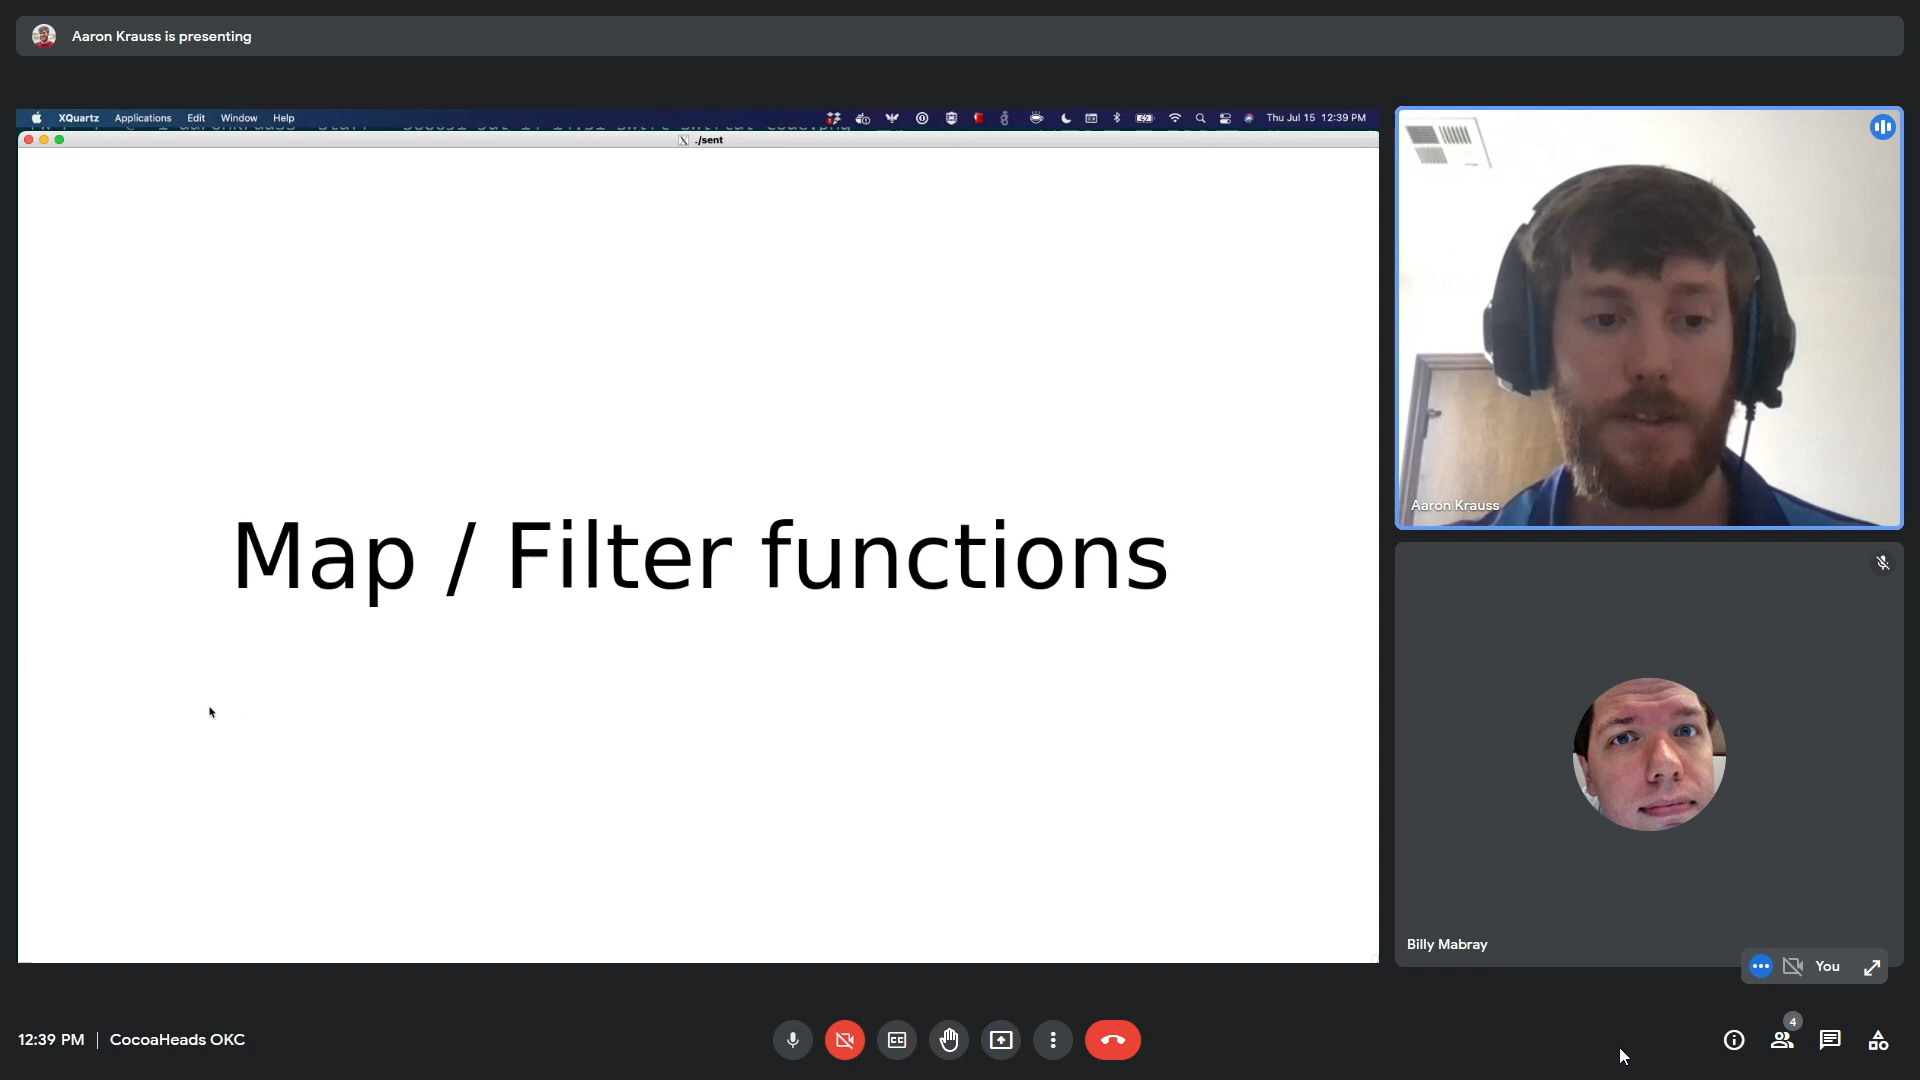 Aaron Krauss is presenting
XQuartz Applications Edit Window Help
Thu Jul 15 12:39 PM
./sent
Map / Filter functions
Aaron Krauss
Billy Mabray
You
12:39 PM | CocoaHeads OKC
4